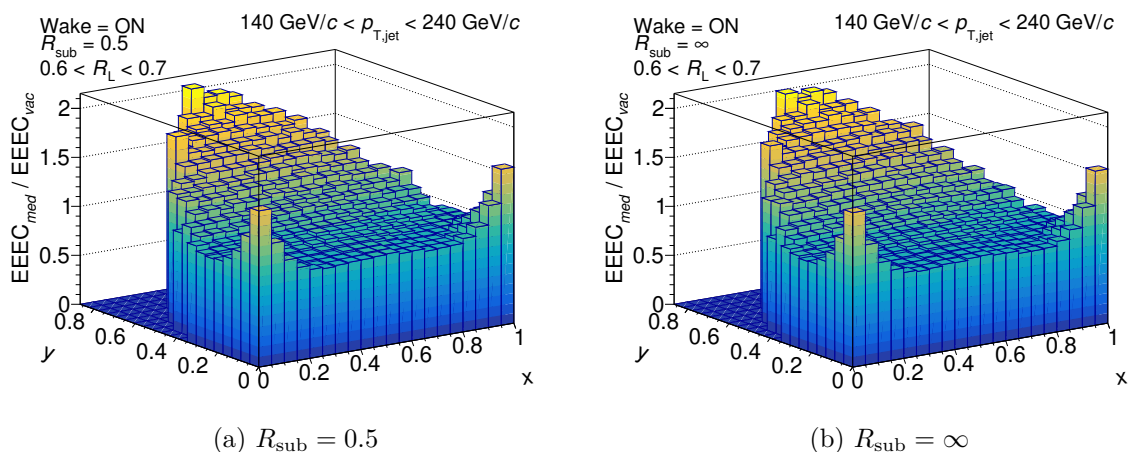 Wake = ON
140 GeV/c < p_T,jet < 240 GeV/c
R_sub = 0.5
0.6 < R_L < 0.7
EEEC_med / EEEC_vac
2
1.5
1
0.5
0
0.8
0.6
0.4
0.2
0
y
0
0.2
0.4
0.6
0.8
1
x
(a) R_sub = 0.5
Wake = ON
140 GeV/c < p_T,jet < 240 GeV/c
R_sub = ∞
0.6 < R_L < 0.7
EEEC_med / EEEC_vac
2
1.5
1
0.5
0
0.8
0.6
0.4
0.2
0
y
0
0.2
0.4
0.6
0.8
1
x
(b) R_sub = ∞